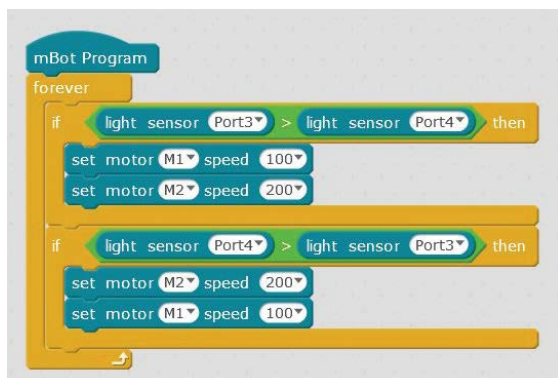 mBot Program
forever
if light sensor Port3 > light sensor Port4 then
set motor M1 speed 100
set motor M2 speed 200
if light sensor Port4 > light sensor Port3 then
set motor M2 speed 200
set motor M1 speed 100